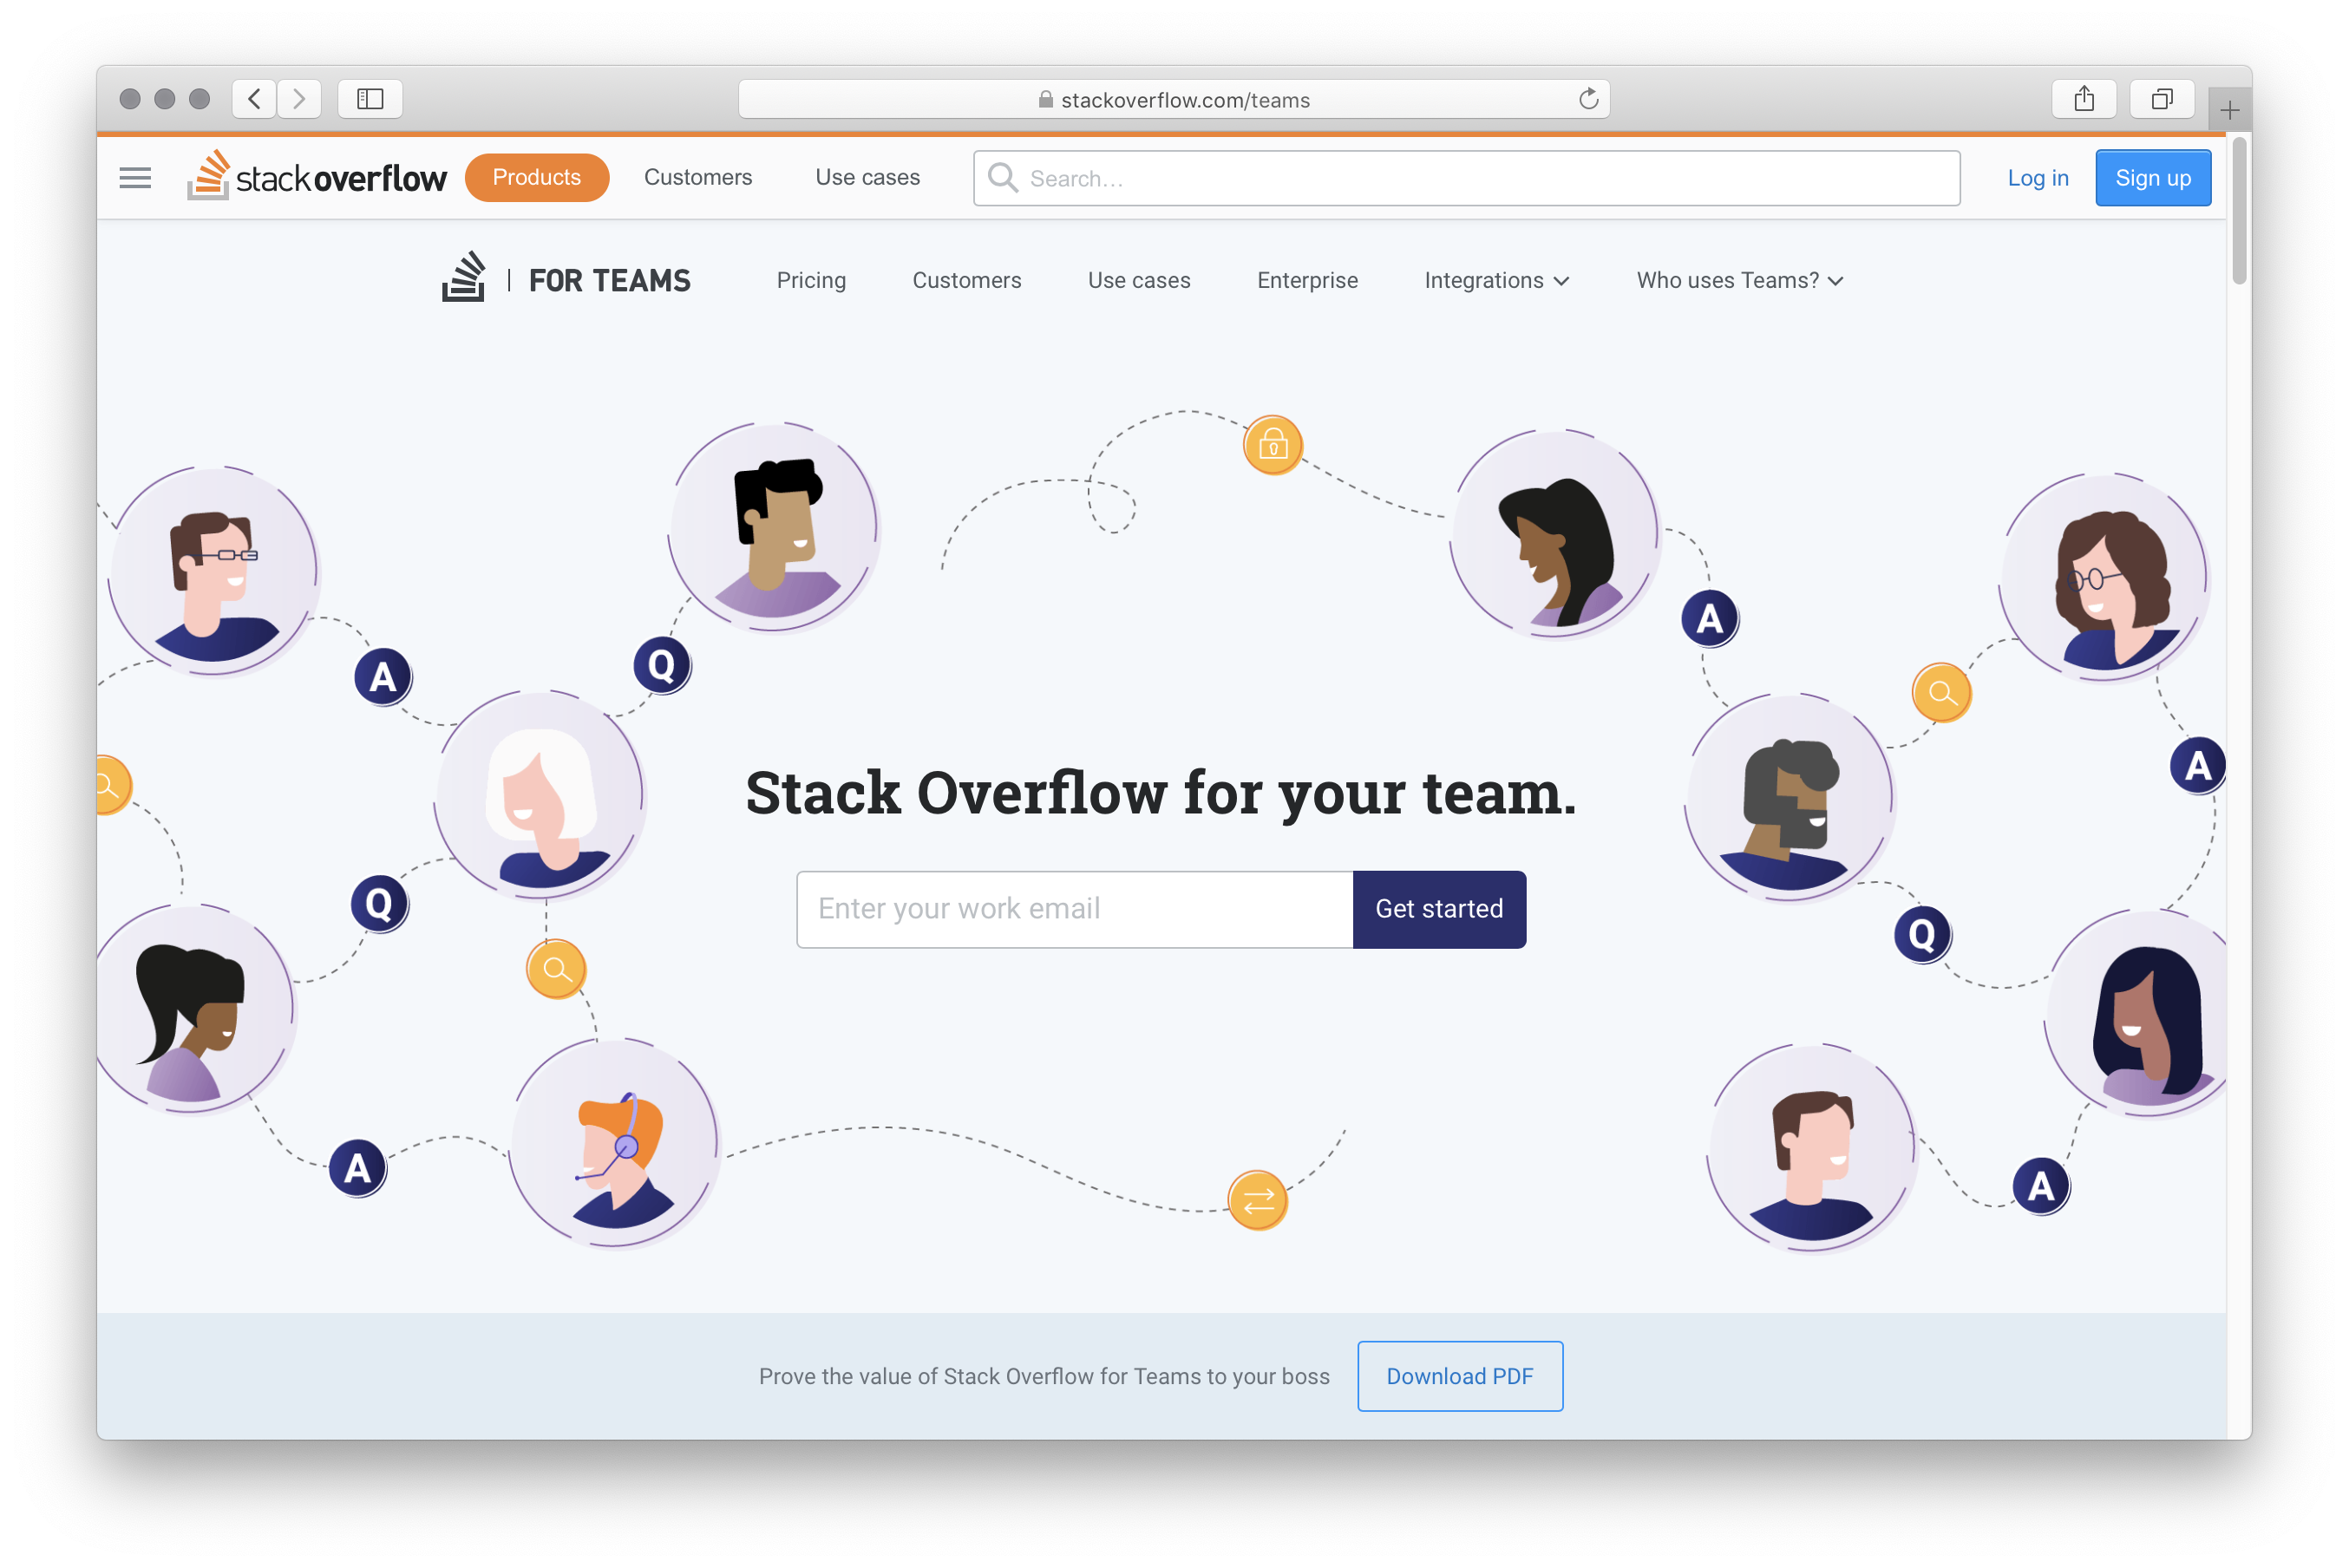 stackoverflow.com/teams
stackoverflow Products Customers Use cases Search... Log in Sign up
| FOR TEAMS Pricing Customers Use cases Enterprise Integrations Who uses Teams?
A
Q
A
A
Stack Overflow for your team.
Q
Enter your work email Get started
Q
A
A
Prove the value of Stack Overflow for Teams to your boss Download PDF